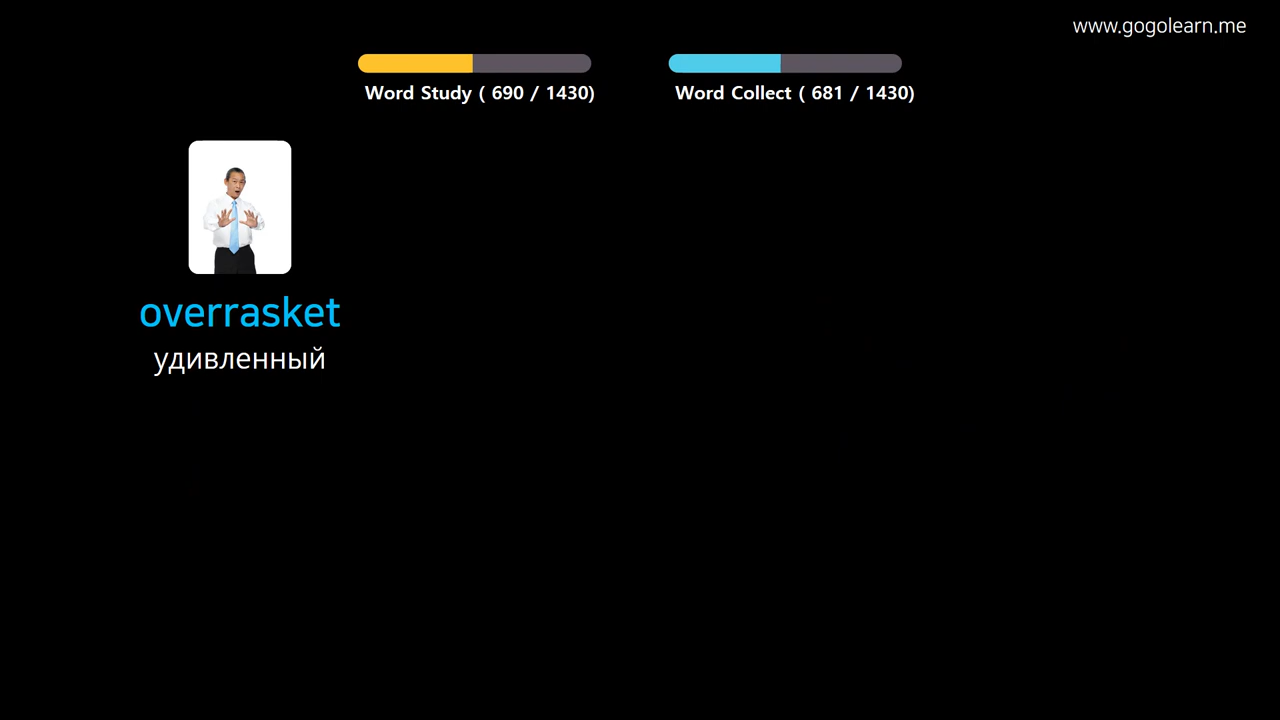 www.gogolearn.me
Word Study ( 690 / 1430)
Word Collect ( 681 / 1430)
overrasket
удивленный